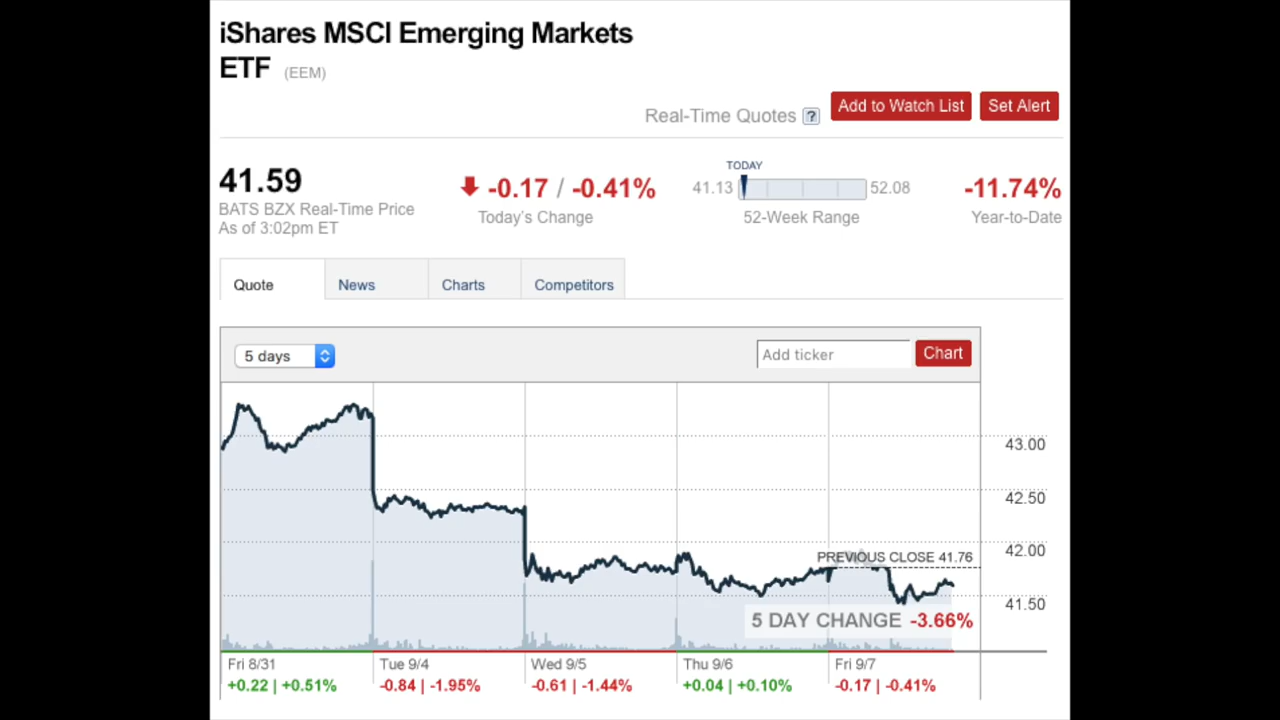 iShares MSCI Emerging Markets
ETF (EEM)
Real-Time Quotes ? Add to Watch List Set Alert
TODAY
41.59 -0.17 / -0.41% 41.13 52.08 -11.74%
BATS BZX Real-Time Price Today's Change 52-Week Range Year-to-Date
As of 3:02pm ET
Quote News Charts Competitors
5 days Add ticker Chart
43.00
42.50
42.00
PREVIOUS CLOSE 41.76
41.50
5 DAY CHANGE -3.66%
Fri 8/31 Tue 9/4 Wed 9/5 Thu 9/6 Fri 9/7
+0.22 | +0.51% -0.84 | -1.95% -0.61 | -1.44% +0.04 | +0.10% -0.17 | -0.41%